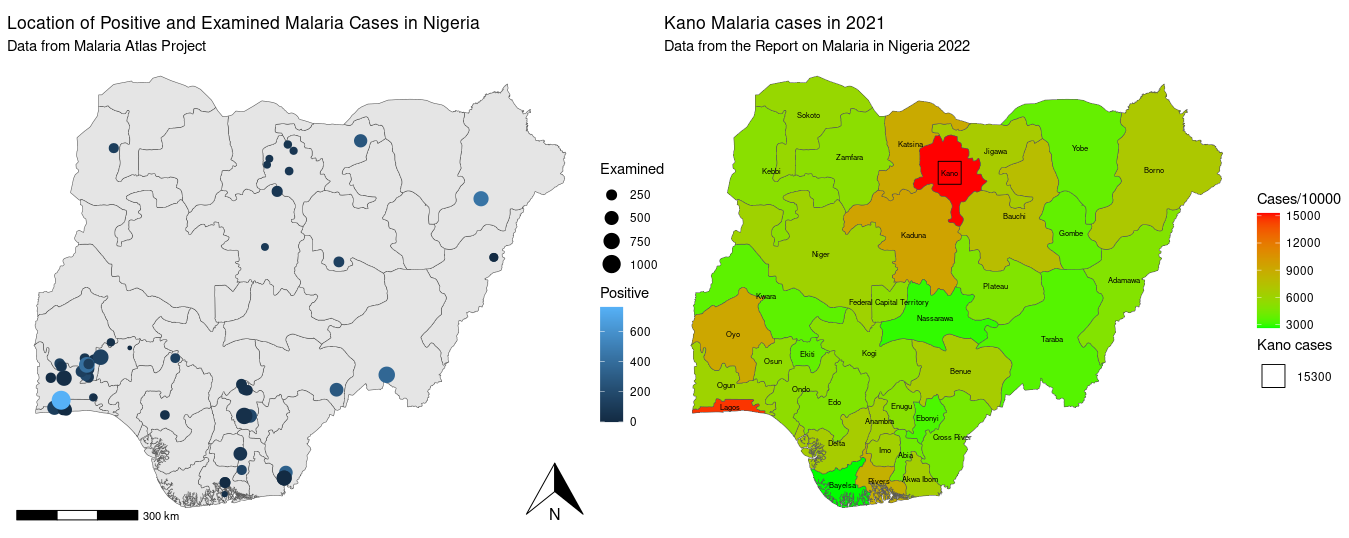 Location of Positive and Examined Malaria Cases in Nigeria
Data from Malaria Atlas Project
Examined
250
500
750
1000
Positive
600
400
200
0
300 km
N
Kano Malaria cases in 2021
Data from the Report on Malaria in Nigeria 2022
Sokoto
Katsina
Jigawa
Yobe
Zamfara
Kebbi
Kano
Borno
Bauchi
Kaduna
Gombe
Niger
Adamawa
Plateau
Kwara
Federal Capital Territory
Nassarawa
Oyo
Taraba
Osun
Ekiti
Kogi
Benue
Ogun
Ondo
Edo
Lagos
Enugu
Ebonyi
Anambra
Cross River
Delta
Imo
Abia
Bayelsa
Rivers
Akwa Ibom
Cases/10000
15000
12000
9000
6000
3000
Kano cases
15300